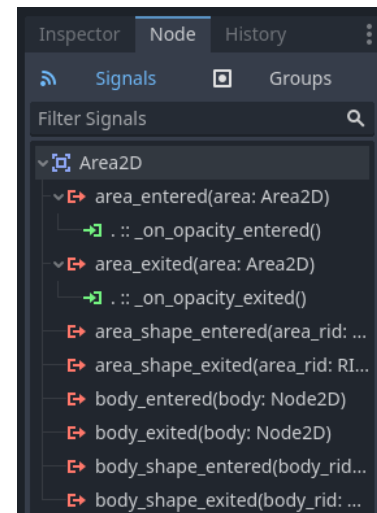 Inspector Node History
Signals Groups
Filter Signals
Area2D
area_entered(area: Area2D)
. :: _on_opacity_entered()
area_exited(area: Area2D)
. :: _on_opacity_exited()
area_shape_entered(area_rid: ...
area_shape_exited(area_rid: RI...
body_entered(body: Node2D)
body_exited(body: Node2D)
body_shape_entered(body_rid...
body_shape_exited(body_rid: ...